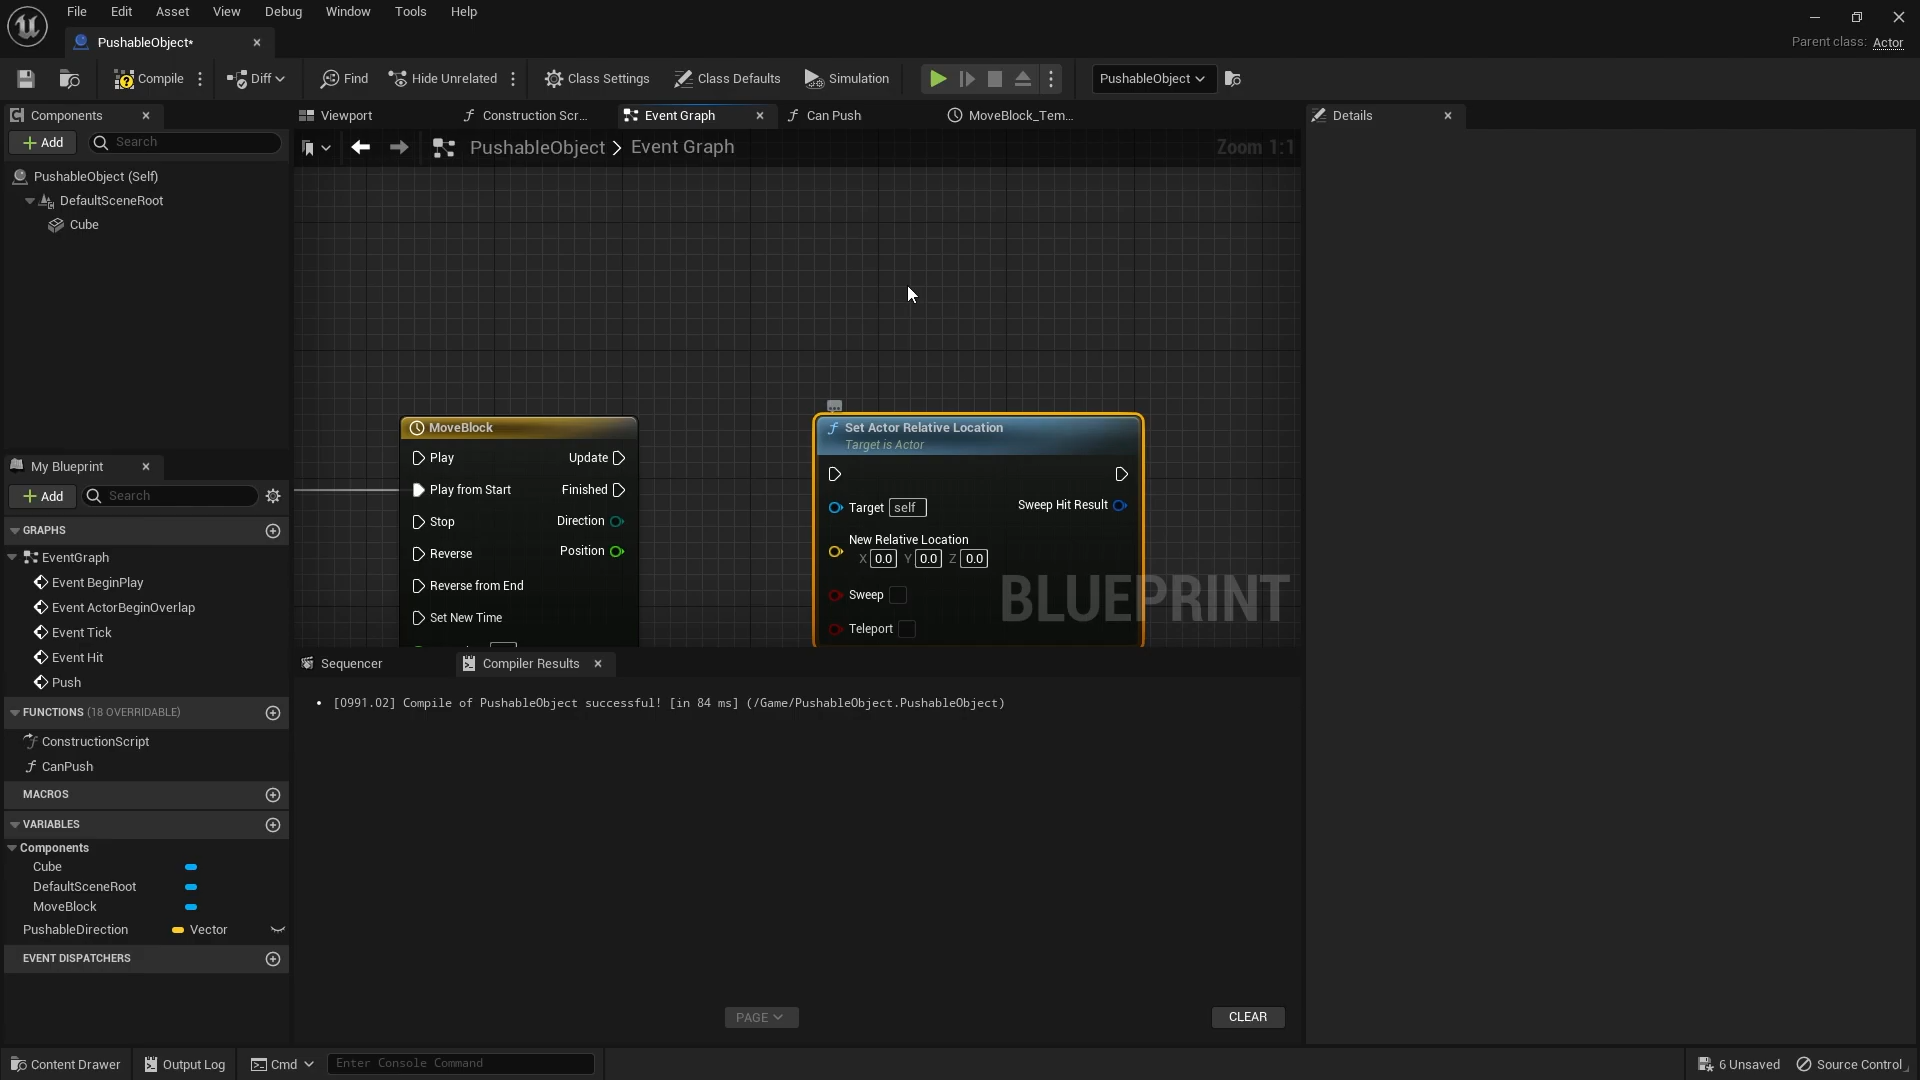 File Edit Asset View Debug Window Tools Help
PushableObject*
Parent class: Actor
Compile Diff Find Hide Unrelated Class Settings Class Defaults Simulation PushableObject
Components
Viewport Construction Scr... Event Graph Can Push MoveBlock_Tem...
Details
Add Search
PushableObject > Event Graph
Zoom 1:1
PushableObject (Self)
DefaultSceneRoot
Cube
MoveBlock
Play Update
Play from Start Finished
Stop Direction
Reverse Position
Reverse from End
Set New Time
Set Actor Relative Location
Target is Actor
Target self Sweep Hit Result
New Relative Location
X 0.0 Y 0.0 Z 0.0
Sweep
Teleport
BLUEPRINT
My Blueprint
Add Search
GRAPHS
EventGraph
Event BeginPlay
Event ActorBeginOverlap
Event Tick
Event Hit
Push
FUNCTIONS (18 OVERRIDABLE)
ConstructionScript
CanPush
MACROS
VARIABLES
Components
Cube
DefaultSceneRoot
MoveBlock
PushableDirection Vector
EVENT DISPATCHERS
Sequencer Compiler Results
[0991.02] Compile of PushableObject successful! [in 84 ms] (/Game/PushableObject.PushableObject)
PAGE CLEAR
Content Drawer Output Log Cmd Enter Console Command 6 Unsaved Source Control